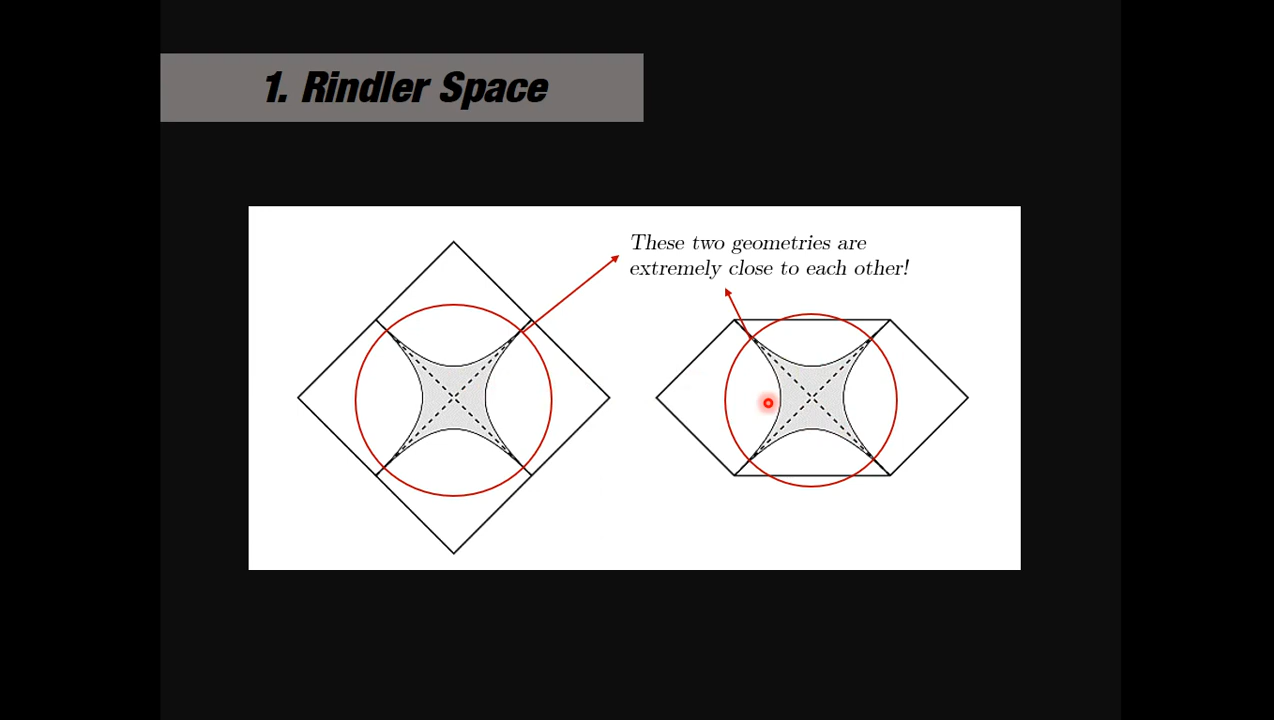 1. Rindler Space
These two geometries are
extremely close to each other!